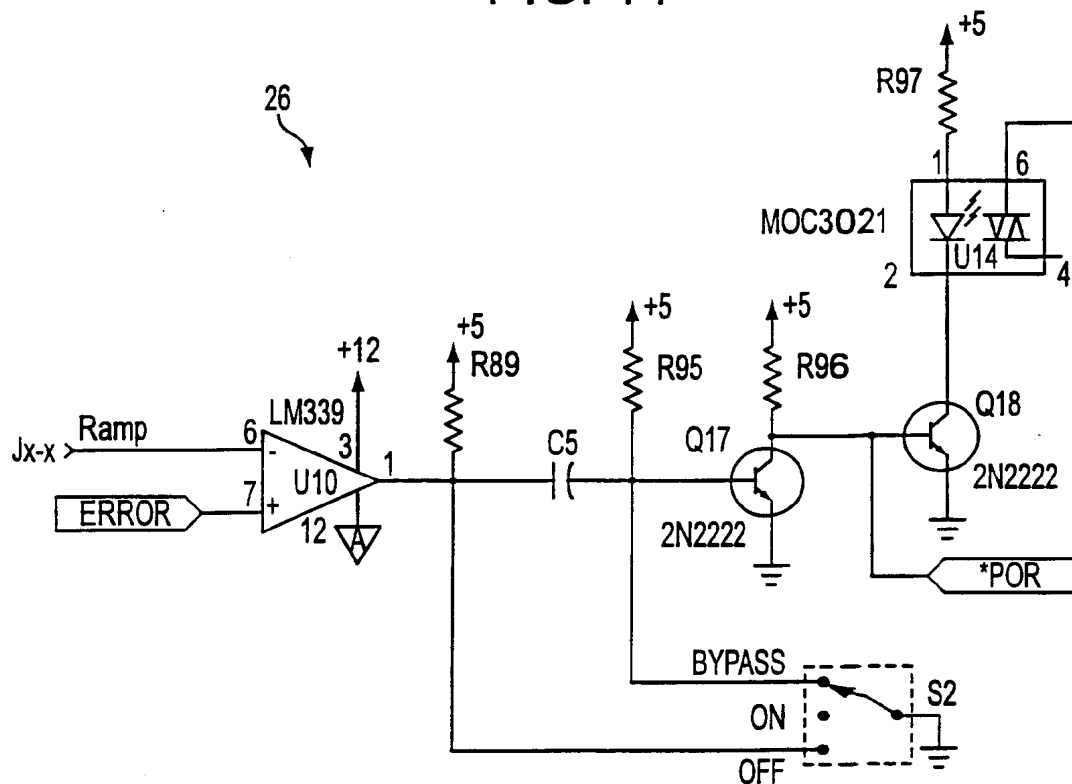 +5
R97
26
1
6
MOC3021
U14
2
4
+5
+5
+5
+12
R89
R95
R96
LM339
Q18
Jx-x
Ramp
6
3
C5
Q17
-
U10
1
2N2222
ERROR
7
+
12
A
2N2222
*POR
BYPASS
S2
ON
OFF